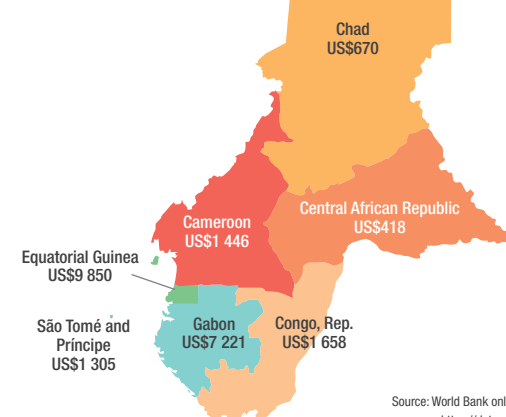 Chad
US$670
Central African Republic
US$418
Cameroon
US$1 446
Equatorial Guinea
US$9 850
São Tomé and
Príncipe
US$1 305
Gabon
US$7 221
Congo, Rep.
US$1 658
Source: World Bank onl